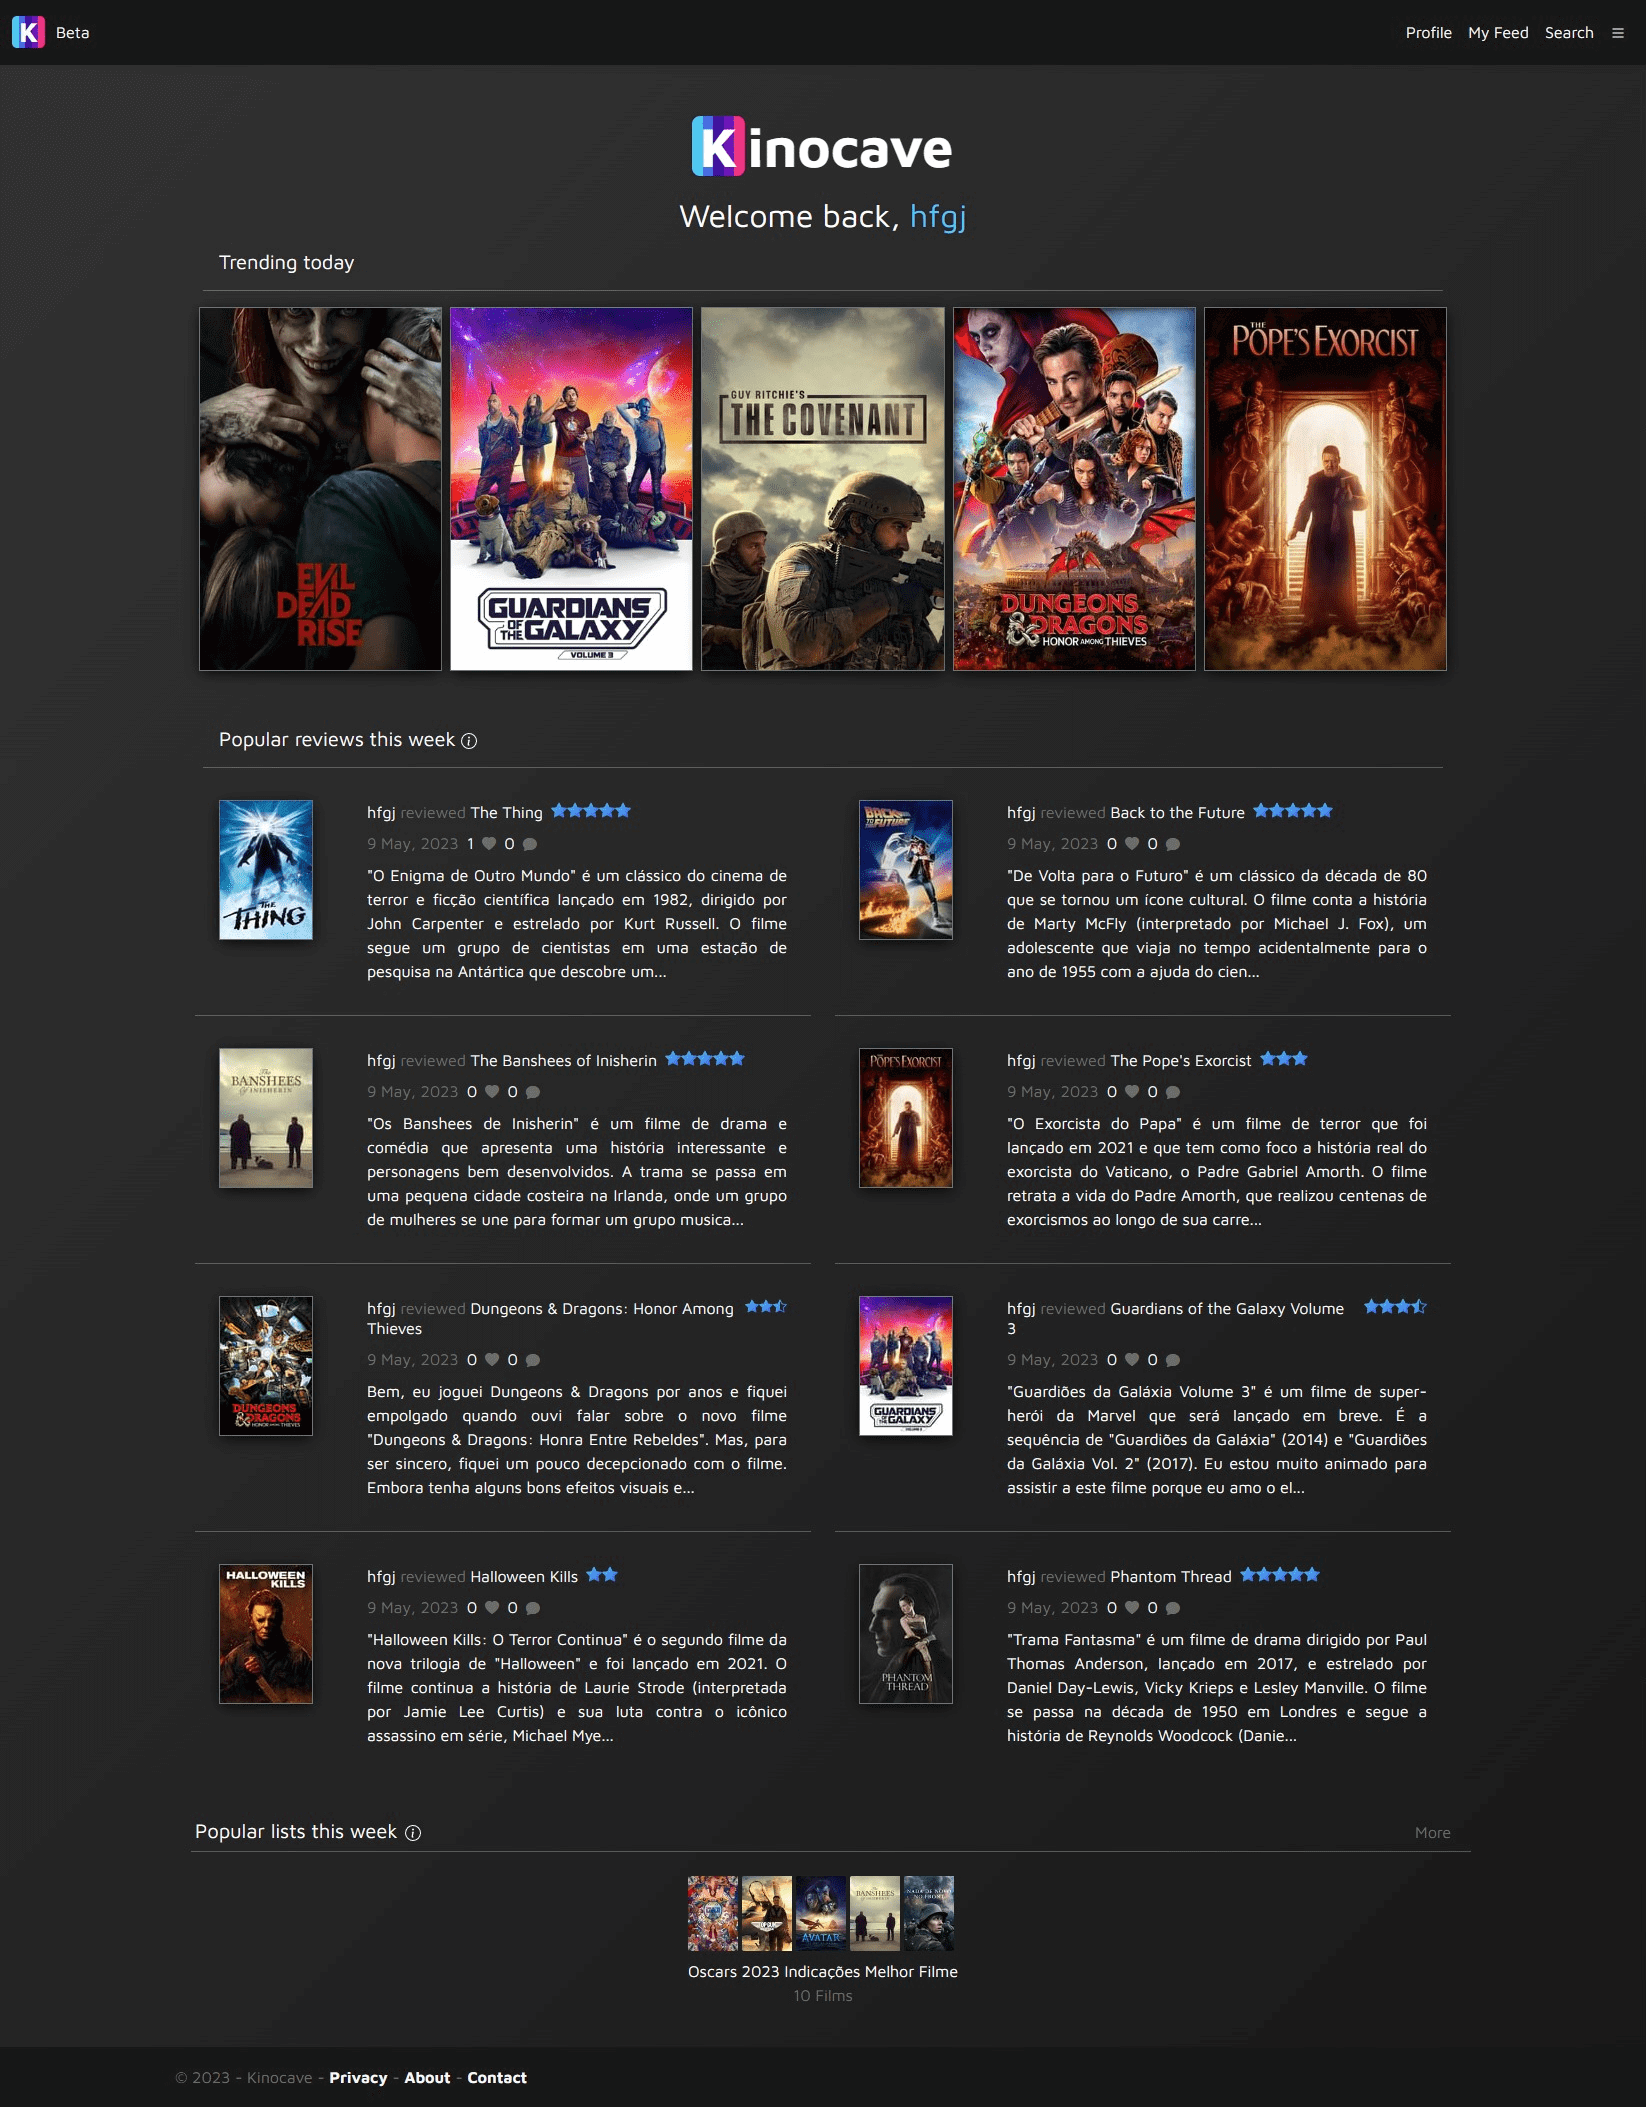 K Beta
Profile My Feed Search
Kinocave
Welcome back, hfgj
Trending today
EVIL
DEAD
RISE
GUARDIANS
OF THE GALAXY
VOLUME 3
GUY RITCHIE'S
THE COVENANT
DUNGEONS
& DRAGONS
HONOR AMONG THIEVES
THE
POPE'S EXORCIST
Popular reviews this week
THE
THING
hfgj reviewed The Thing
9 May, 2023 1 0
"O Enigma de Outro Mundo" é um clássico do cinema de
terror e ficção científica lançado em 1982, dirigido por
John Carpenter e estrelado por Kurt Russell. O filme
segue um grupo de cientistas em uma estação de
pesquisa na Antártica que descobre um...
BACK
TO THE
FUTURE
hfgj reviewed Back to the Future
9 May, 2023 0 0
"De Volta para o Futuro" é um clássico da década de 80
que se tornou um ícone cultural. O filme conta a história
de Marty McFly (interpretado por Michael J. Fox), um
adolescente que viaja no tempo acidentalmente para o
ano de 1955 com a ajuda do cien...
The
BANSHEES
of INISHERIN
hfgj reviewed The Banshees of Inisherin
9 May, 2023 0 0
"Os Banshees de Inisherin" é um filme de drama e
comédia que apresenta uma história interessante e
personagens bem desenvolvidos. A trama se passa em
uma pequena cidade costeira na Irlanda, onde um grupo
de mulheres se une para formar um grupo musica...
POPE'S EXORCIST
hfgj reviewed The Pope's Exorcist
9 May, 2023 0 0
"O Exorcista do Papa" é um filme de terror que foi
lançado em 2021 e que tem como foco a história real do
exorcista do Vaticano, o Padre Gabriel Amorth. O filme
retrata a vida do Padre Amorth, que realizou centenas de
exorcismos ao longo de sua carre...
DUNGEONS
& DRAGONS
HONOR AMONG THIEVES
hfgj reviewed Dungeons & Dragons: Honor Among
Thieves
9 May, 2023 0 0
Bem, eu joguei Dungeons & Dragons por anos e fiquei
empolgado quando ouvi falar sobre o novo filme
"Dungeons & Dragons: Honra Entre Rebeldes". Mas, para
ser sincero, fiquei um pouco decepcionado com o filme.
Embora tenha alguns bons efeitos visuais e...
GUARDIANS
OF THE GALAXY
VOLUME 3
hfgj reviewed Guardians of the Galaxy Volume
3
9 May, 2023 0 0
"Guardiões da Galáxia Volume 3" é um filme de super-
herói da Marvel que será lançado em breve. É a
sequência de "Guardiões da Galáxia" (2014) e "Guardiões
da Galáxia Vol. 2" (2017). Eu estou muito animado para
assistir a este filme porque eu amo o el...
HALLOWEEN
KILLS
hfgj reviewed Halloween Kills
9 May, 2023 0 0
"Halloween Kills: O Terror Continua" é o segundo filme da
nova trilogia de "Halloween" e foi lançado em 2021. O
filme continua a história de Laurie Strode (interpretada
por Jamie Lee Curtis) e sua luta contra o icônico
assassino em série, Michael Mye...
PHANTOM
THREAD
hfgj reviewed Phantom Thread
9 May, 2023 0 0
"Trama Fantasma" é um filme de drama dirigido por Paul
Thomas Anderson, lançado em 2017, e estrelado por
Daniel Day-Lewis, Vicky Krieps e Lesley Manville. O filme
se passa na década de 1950 em Londres e segue a
história de Reynolds Woodcock (Danie...
Popular lists this week
More
TOP GUN
AVATAR
BANSHEES
NADA DE NOVO
NO FRONT
Oscars 2023 Indicações Melhor Filme
10 Films
© 2023 - Kinocave - Privacy - About - Contact